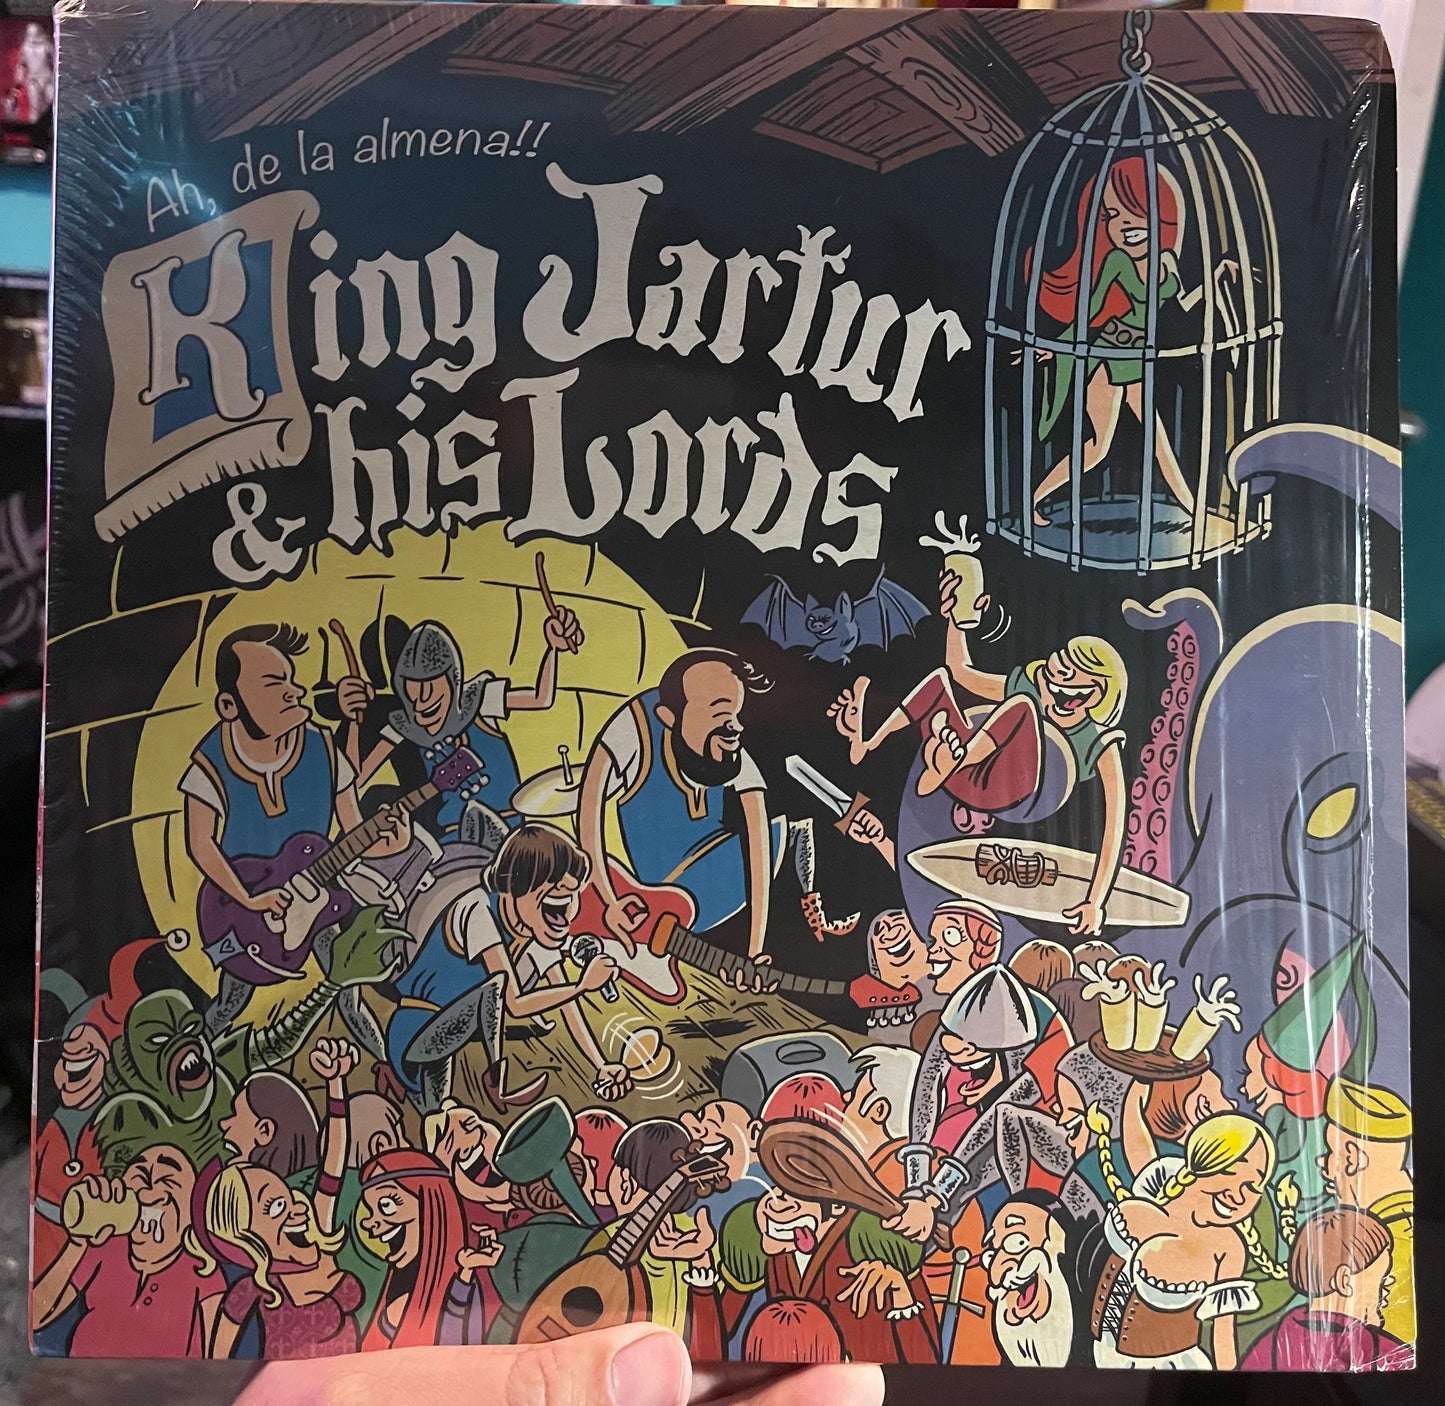 Ah, de la almena!!
King Jartur
& his Lords